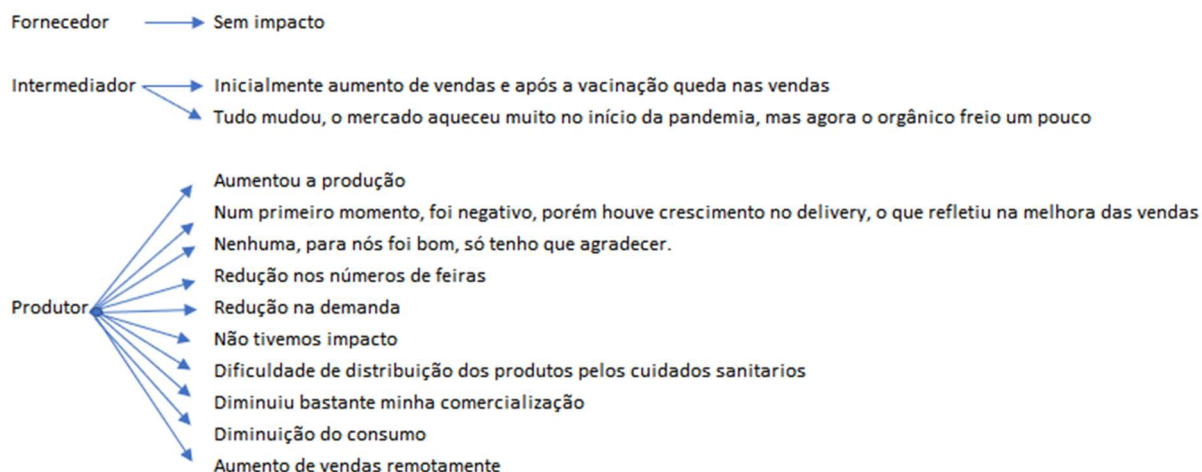 Fornecedor Sem impacto
Intermediador Inicialmente aumento de vendas e após a vacinação queda nas vendas
Tudo mudou, o mercado aqueceu muito no início da pandemia, mas agora o orgânico freio um pouco
Aumentou a produção
Num primeiro momento, foi negativo, porém houve crescimento no delivery, o que refletiu na melhora das vendas
Nenhuma, para nós foi bom, só tenho que agradecer.
Redução nos números de feiras
Produtor Redução na demanda
Não tivemos impacto
Dificuldade de distribuição dos produtos pelos cuidados sanitarios
Diminuiu bastante minha comercialização
Diminuição do consumo
Aumento de vendas remotamente